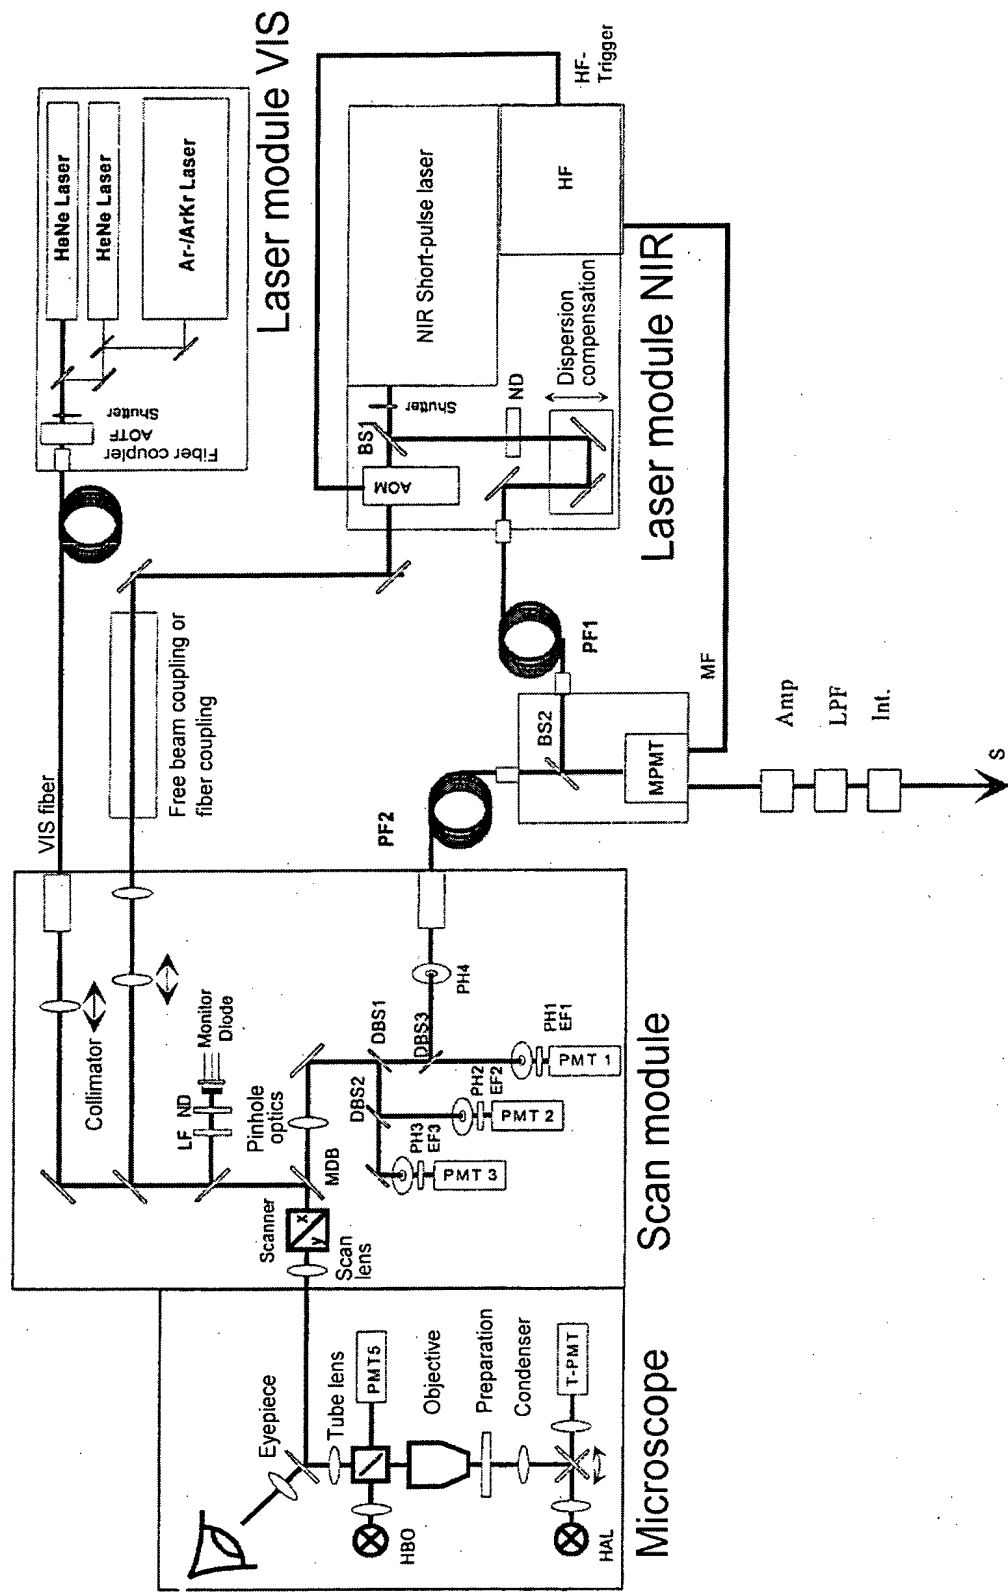 HeNe Laser
HeNe Laser
Ar-/ArKr Laser
Shutter
AOTF
Fiber coupler
Laser module VIS
HF-
Trigger
NIR Short-pulse laser
HF
Shutter
BS1
AOM
ND
Dispersion
compensation
Laser module NIR
VIS fiber
Free beam coupling or
fiber coupling
PF1
PF2
BS2
MPMT
MF
Amp
LPF
Int.
S
Collimator
LF
ND
Monitor
Diode
Pinhole
optics
MDB
DBS1
DBS2
DBS3
PH4
PH1
EF1
PMT 1
PH2
EF2
PMT 2
PH3
EF3
PMT 3
Scanner
x
y
Scan
lens
Scan module
Eyepiece
Tube lens
PMT5
Objective
Preparation
Condenser
T-PMT
HBO
HAL
Microscope